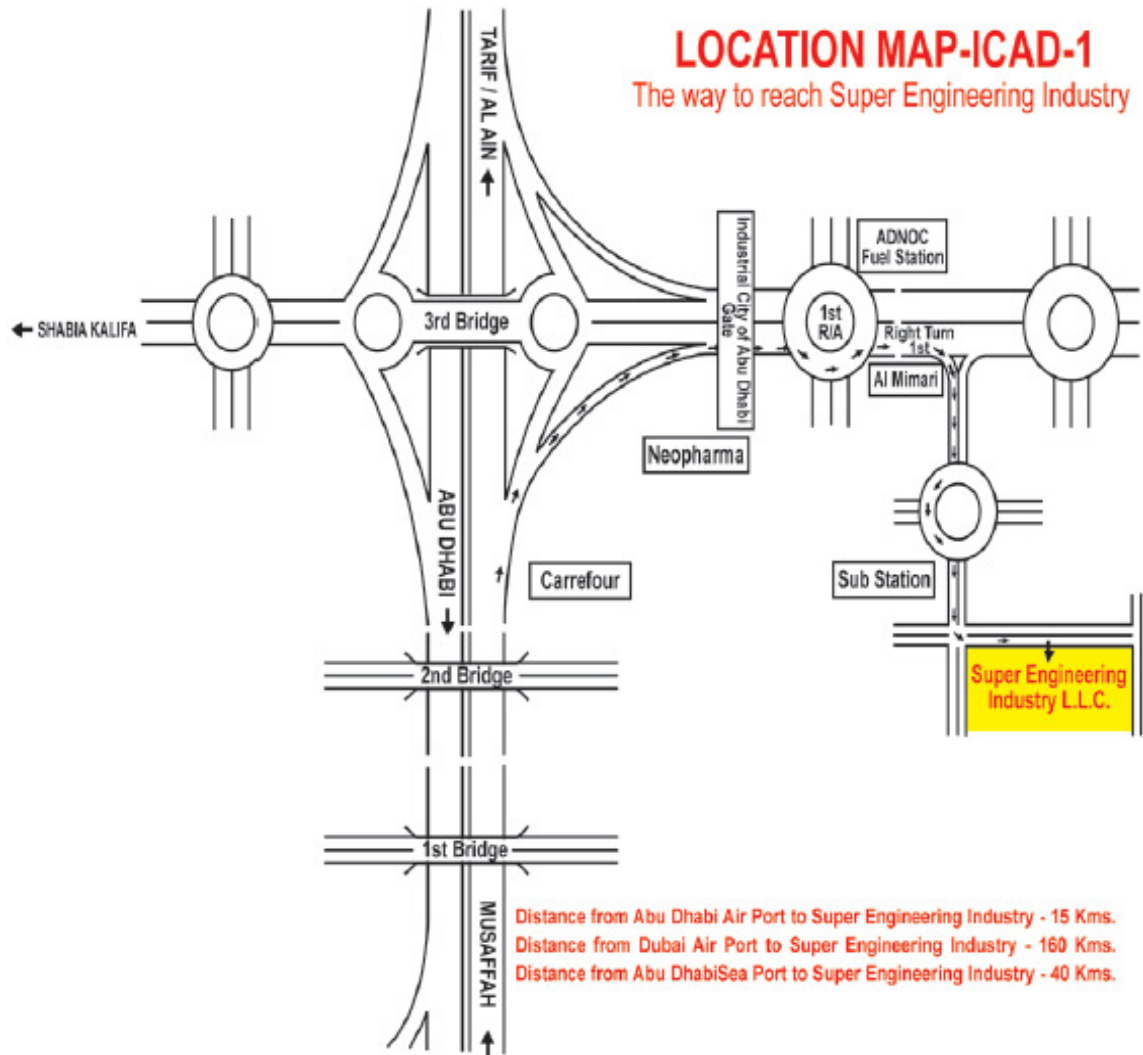 LOCATION MAP-ICAD-1
The way to reach Super Engineering Industry
TARIF / AL AIN
Industrial City of Abu Dhabi
Gate
ADNOC
Fuel Station
SHABIA KALIFA
3rd Bridge
1st
R/A
Right Turn
1st
Al Mimari
Neopharma
ABU DHABI
Carrefour
Sub Station
2nd Bridge
Super Engineering
Industry L.L.C.
1st Bridge
MUSAFFAH
Distance from Abu Dhabi Air Port to Super Engineering Industry - 15 Kms.
Distance from Dubai Air Port to Super Engineering Industry - 160 Kms.
Distance from Abu DhabiSea Port to Super Engineering Industry - 40 Kms.